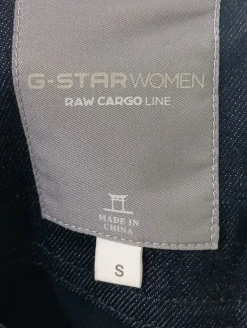 G-STAR WOMEN
RAW CARGO LINE
MADE IN
CHINA
S